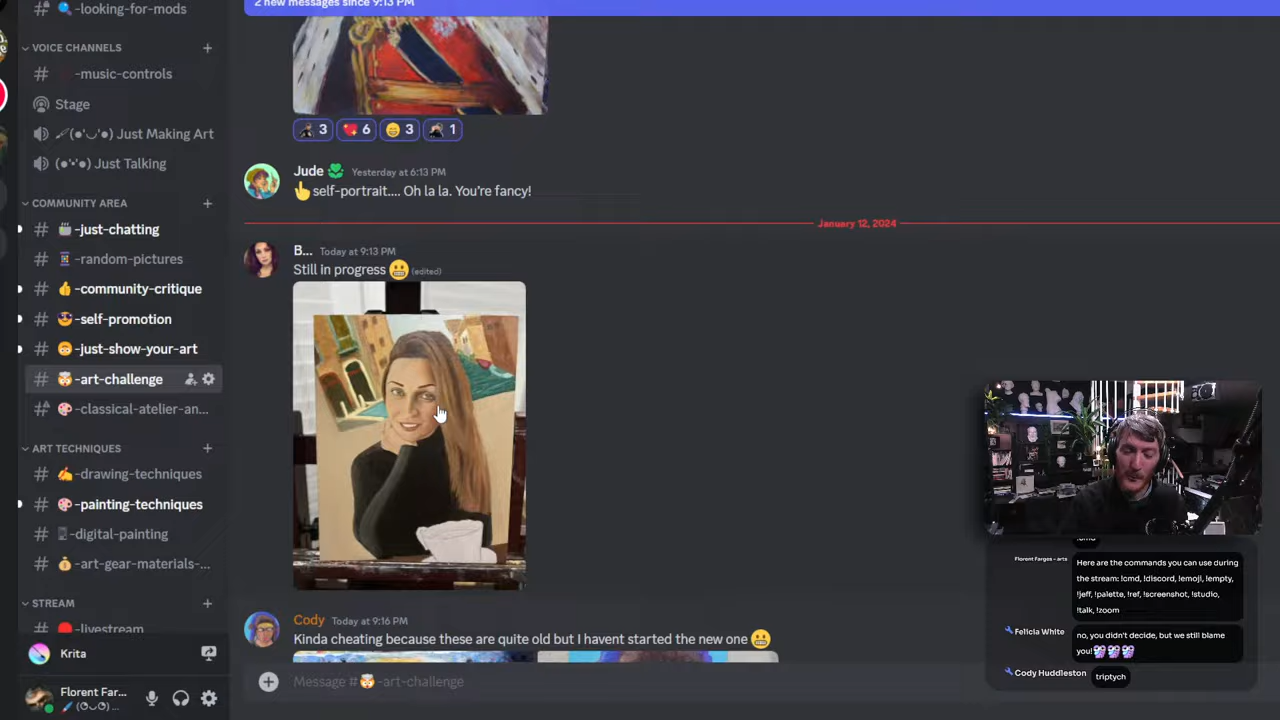 2 new messages since 9:13 PM
-looking-for-mods
VOICE CHANNELS
-music-controls
Stage
Just Making Art
Just Talking
COMMUNITY AREA
-just-chatting
-random-pictures
-community-critique
-self-promotion
-just-show-your-art
-art-challenge
-classical-atelier-an...
ART TECHNIQUES
-drawing-techniques
-painting-techniques
-digital-painting
-art-gear-materials-...
STREAM
-livestream
Krita
Florent Far...
3
6
3
1
Jude Yesterday at 6:13 PM
👆self-portrait.... Oh la la. You're fancy!
January 12, 2024
B... Today at 9:13 PM
Still in progress 😬 (edited)
Cody Today at 9:16 PM
Kinda cheating because these are quite old but I havent started the new one 😬
Message #🤯-art-challenge
Florent Farges - arts
Here are the commands you can use during
the stream: !cmd, !discord, !emoji, !empty,
!jeff, !palette, !ref, !screenshot, !studio,
!talk, !zoom
Felicia White
no, you didn't decide, but we still blame
you!
Cody Huddleston
triptych